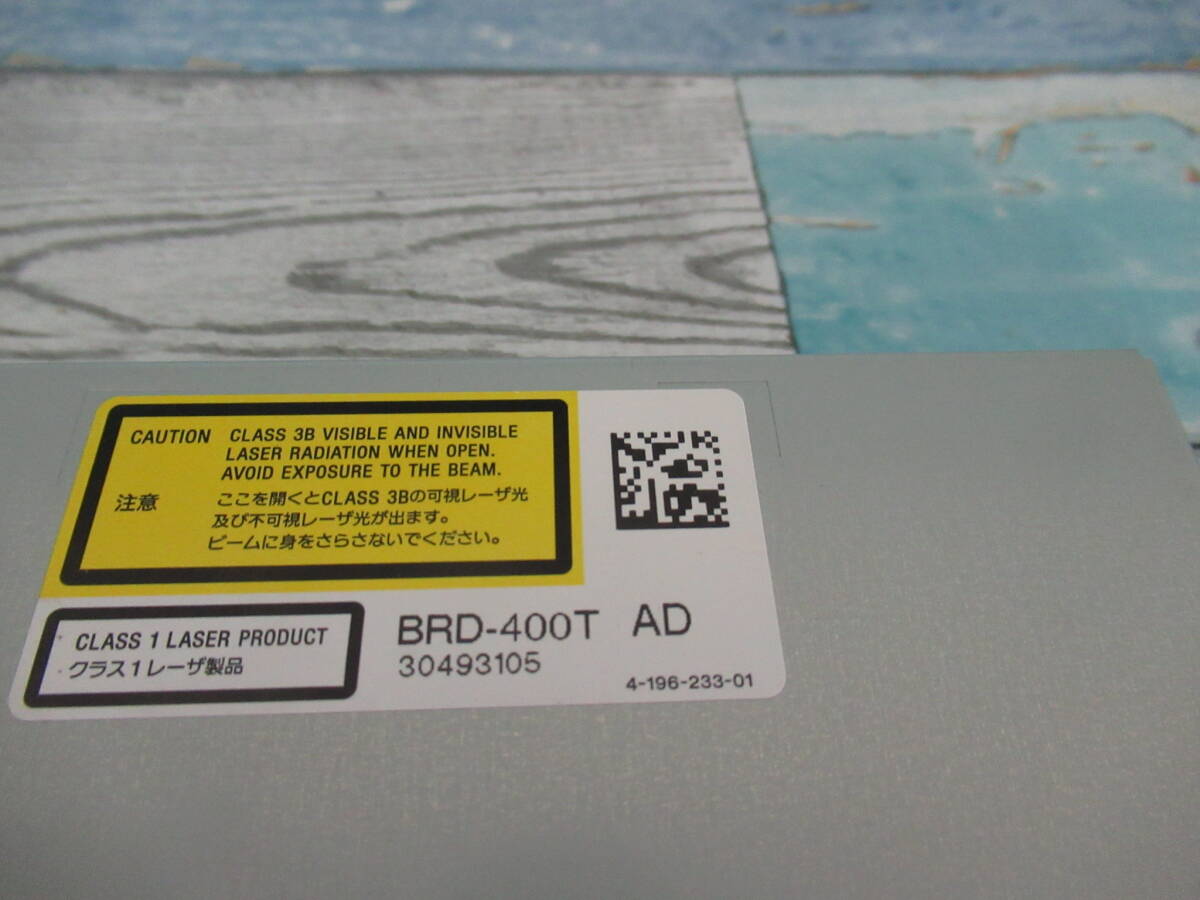 CAUTION CLASS 3B VISIBLE AND INVISIBLE
LASER RADIATION WHEN OPEN.
AVOID EXPOSURE TO THE BEAM.
注意 ここを開くとCLASS 3Bの可視レーザ光
及び不可視レーザ光が出ます。
ビームに身をさらさないでください。
CLASS 1 LASER PRODUCT
クラス1レーザ製品
BRD-400T AD
30493105
4-196-233-01